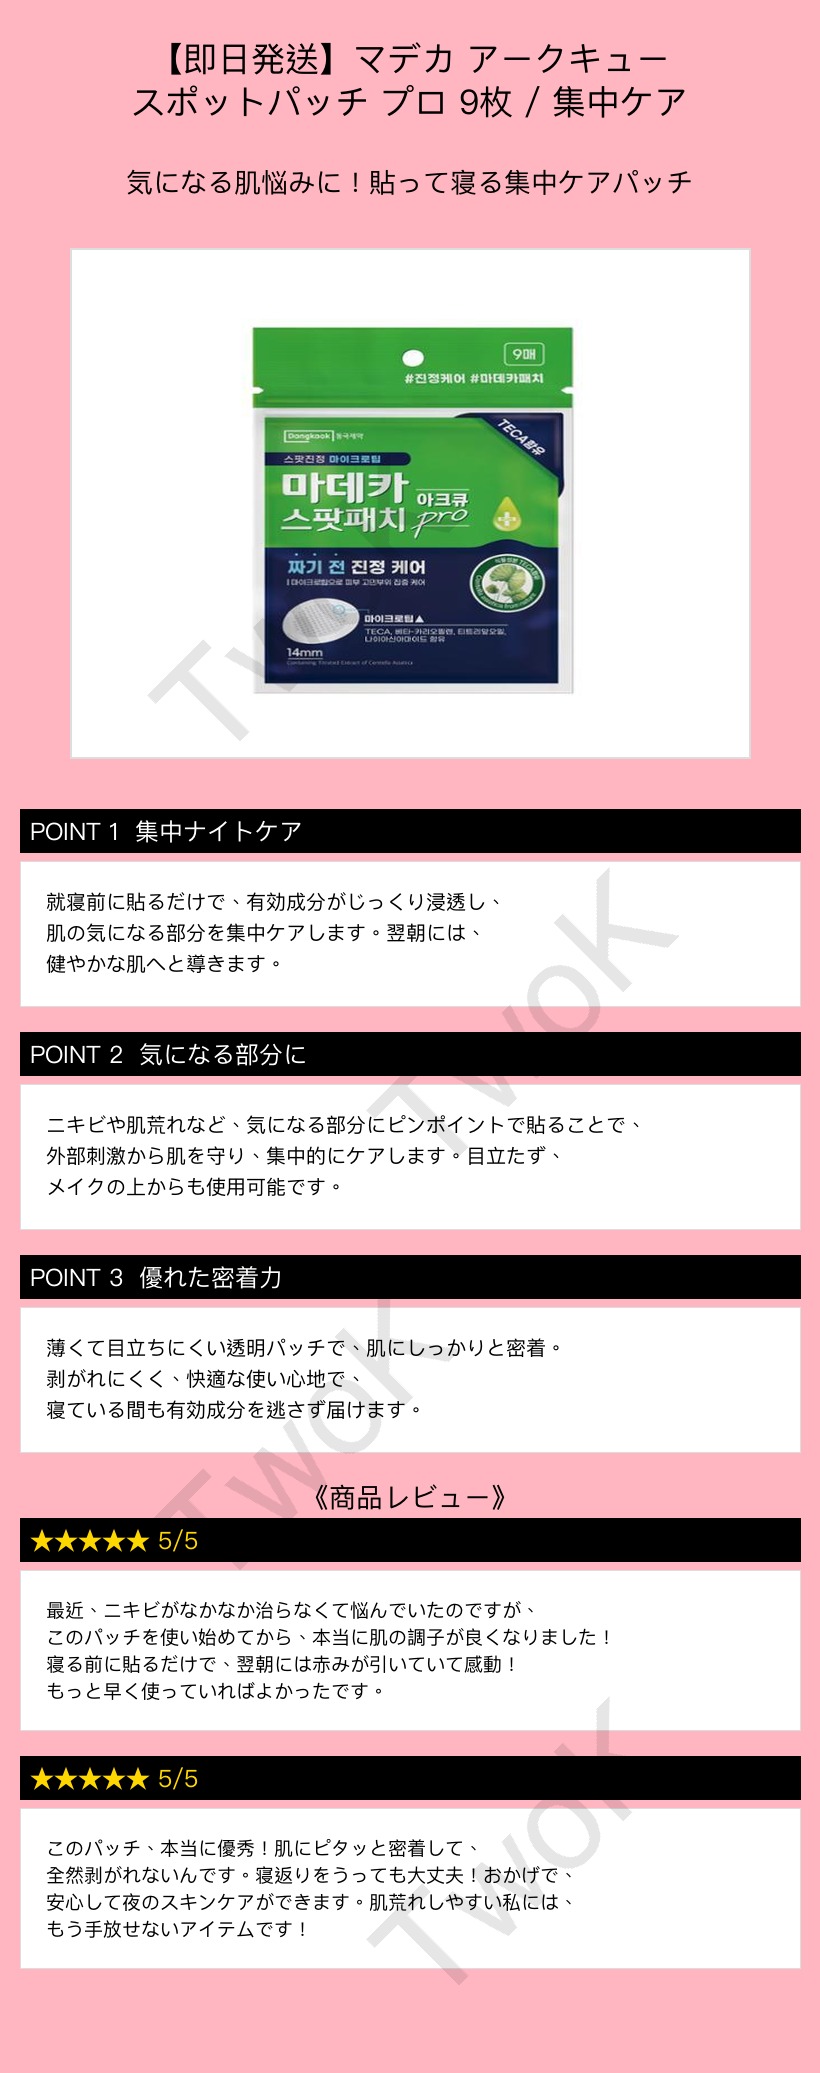 【即日発送】マデカ アークキュー
スポットパッチ プロ 9枚 / 集中ケア
気になる肌悩みに！貼って寝る集中ケアパッチ
9매
#진정케어 #마데카패치
TECA함유
Dongkook 동국제약
스팟진정 마이크로팁
마데카 아크큐
스팟패치 pro
짜기 전 진정 케어
마이크로팁으로 피부 고민부위 집중 케어
마이크로팁▲
TECA, 베타-카리오필렌, 티트리잎오일,
나이아신아마이드 함유
14mm
Containing Titrated Extract of Centella Asiatica
TwoK
POINT 1 集中ナイトケア
就寝前に貼るだけで、有効成分がじっくり浸透し、
肌の気になる部分を集中ケアします。翌朝には、
健やかな肌へと導きます。
TwoK
POINT 2 気になる部分に
ニキビや肌荒れなど、気になる部分にピンポイントで貼ることで、
外部刺激から肌を守り、集中的にケアします。目立たず、
メイクの上からも使用可能です。
POINT 3 優れた密着力
薄くて目立ちにくい透明パッチで、肌にしっかりと密着。
剥がれにくく、快適な使い心地で、
寝ている間も有効成分を逃さず届けます。
TwoK
《商品レビュー》
★★★★★ 5/5
最近、ニキビがなかなか治らなくて悩んでいたのですが、
このパッチを使い始めてから、本当に肌の調子が良くなりました！
寝る前に貼るだけで、翌朝には赤みが引いていて感動！
もっと早く使っていればよかったです。
★★★★★ 5/5
このパッチ、本当に優秀！肌にピタッと密着して、
全然剥がれないんです。寝返りをうっても大丈夫！おかげで、
安心して夜のスキンケアができます。肌荒れしやすい私には、
もう手放せないアイテムです！
TwoK